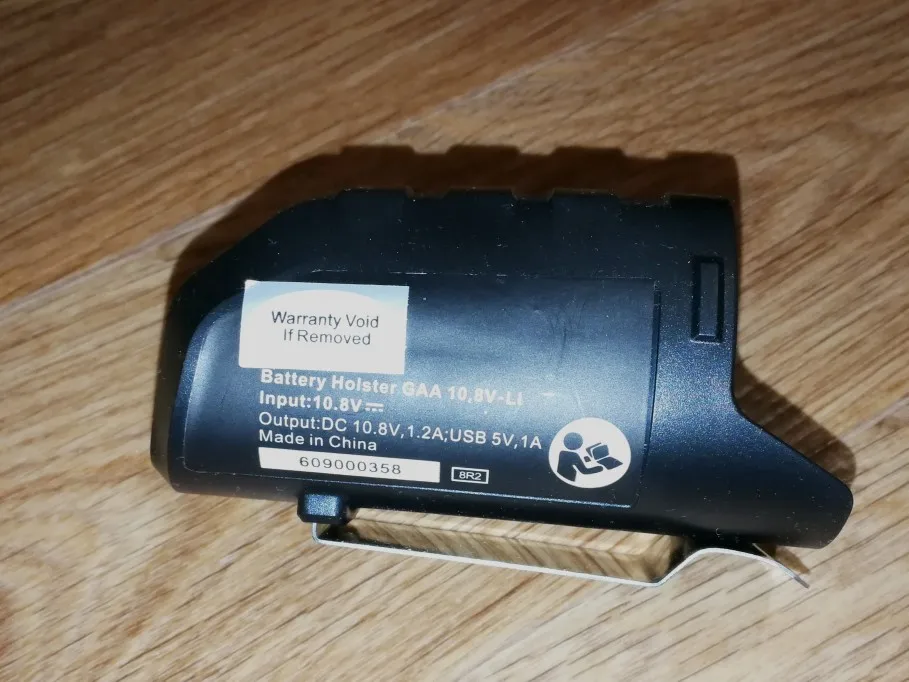 Warranty Void
If Removed
Battery Holster GAA 10,8V-LI
Input:10.8V⎓
Output:DC 10.8V,1.2A;USB 5V,1A
Made in China
609000358
8R2